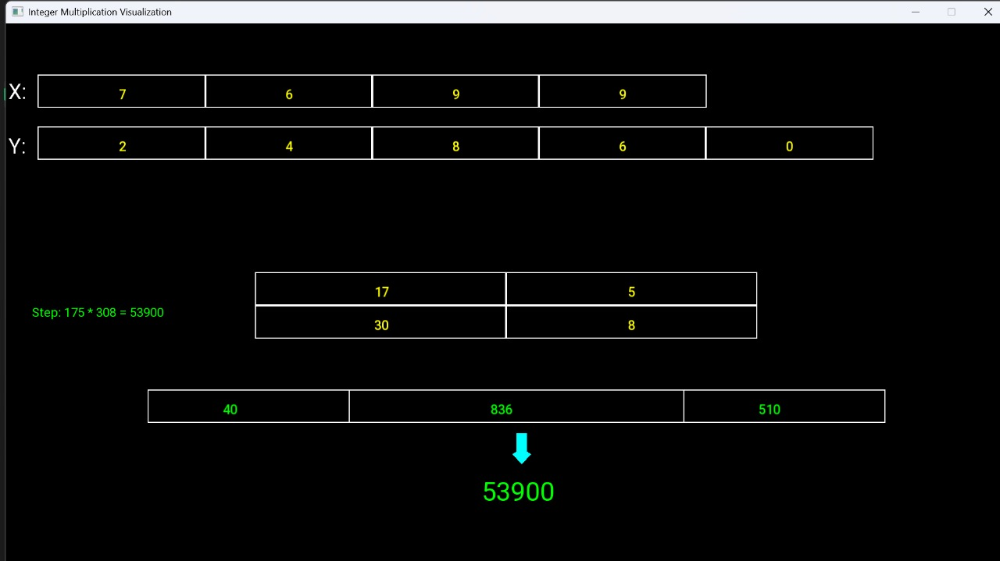 Integer Multiplication Visualization
X: 7 6 9 9
Y: 2 4 8 6 0
17 5
Step: 175 * 308 = 53900
30 8
40 836 510
53900